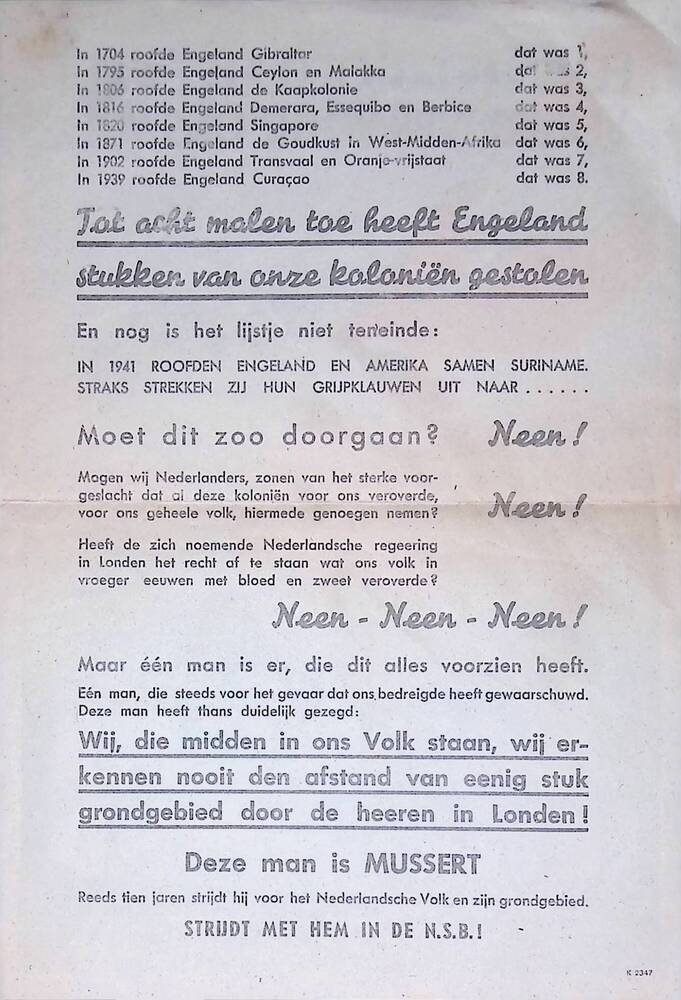 In 1704 roofde Engeland Gibraltar dat was 1,
In 1795 roofde Engeland Ceylon en Malakka dat was 2,
In 1806 roofde Engeland de Kaapkolonie dat was 3,
In 1816 roofde Engeland Demerara, Essequibo en Berbice dat was 4,
In 1820 roofde Engeland Singapore dat was 5,
In 1871 roofde Engeland de Goudkust in West-Midden-Afrika dat was 6,
In 1902 roofde Engeland Transvaal en Oranje-vrijstaat dat was 7,
In 1939 roofde Engeland Curaçao dat was 8.
Tot acht malen toe heeft Engeland
stukken van onze koloniën gestolen
En nog is het lijstje niet ten einde:
IN 1941 ROOFDEN ENGELAND EN AMERIKA SAMEN SURINAME.
STRAKS STREKKEN ZIJ HUN GRIJPKLAUWEN UIT NAAR . . . . . .
Moet dit zoo doorgaan? Neen!
Mogen wij Nederlanders, zonen van het sterke voor-
geslacht dat al deze koloniën voor ons veroverde,
voor ons geheele volk, hiermede genoegen nemen? Neen!
Heeft de zich noemende Nederlandsche regeering
in Londen het recht af te staan wat ons volk in
vroeger eeuwen met bloed en zweet veroverde?
Neen - Neen - Neen!
Maar één man is er, die dit alles voorzien heeft.
Eén man, die steeds voor het gevaar dat ons bedreigde heeft gewaarschuwd.
Deze man heeft thans duidelijk gezegd:
Wij, die midden in ons Volk staan, wij er-
kennen nooit den afstand van eenig stuk
grondgebied door de heeren in Londen!
Deze man is MUSSERT
Reeds tien jaren strijdt hij voor het Nederlandsche Volk en zijn grondgebied.
STRIJDT MET HEM IN DE N.S.B.!
K 2347